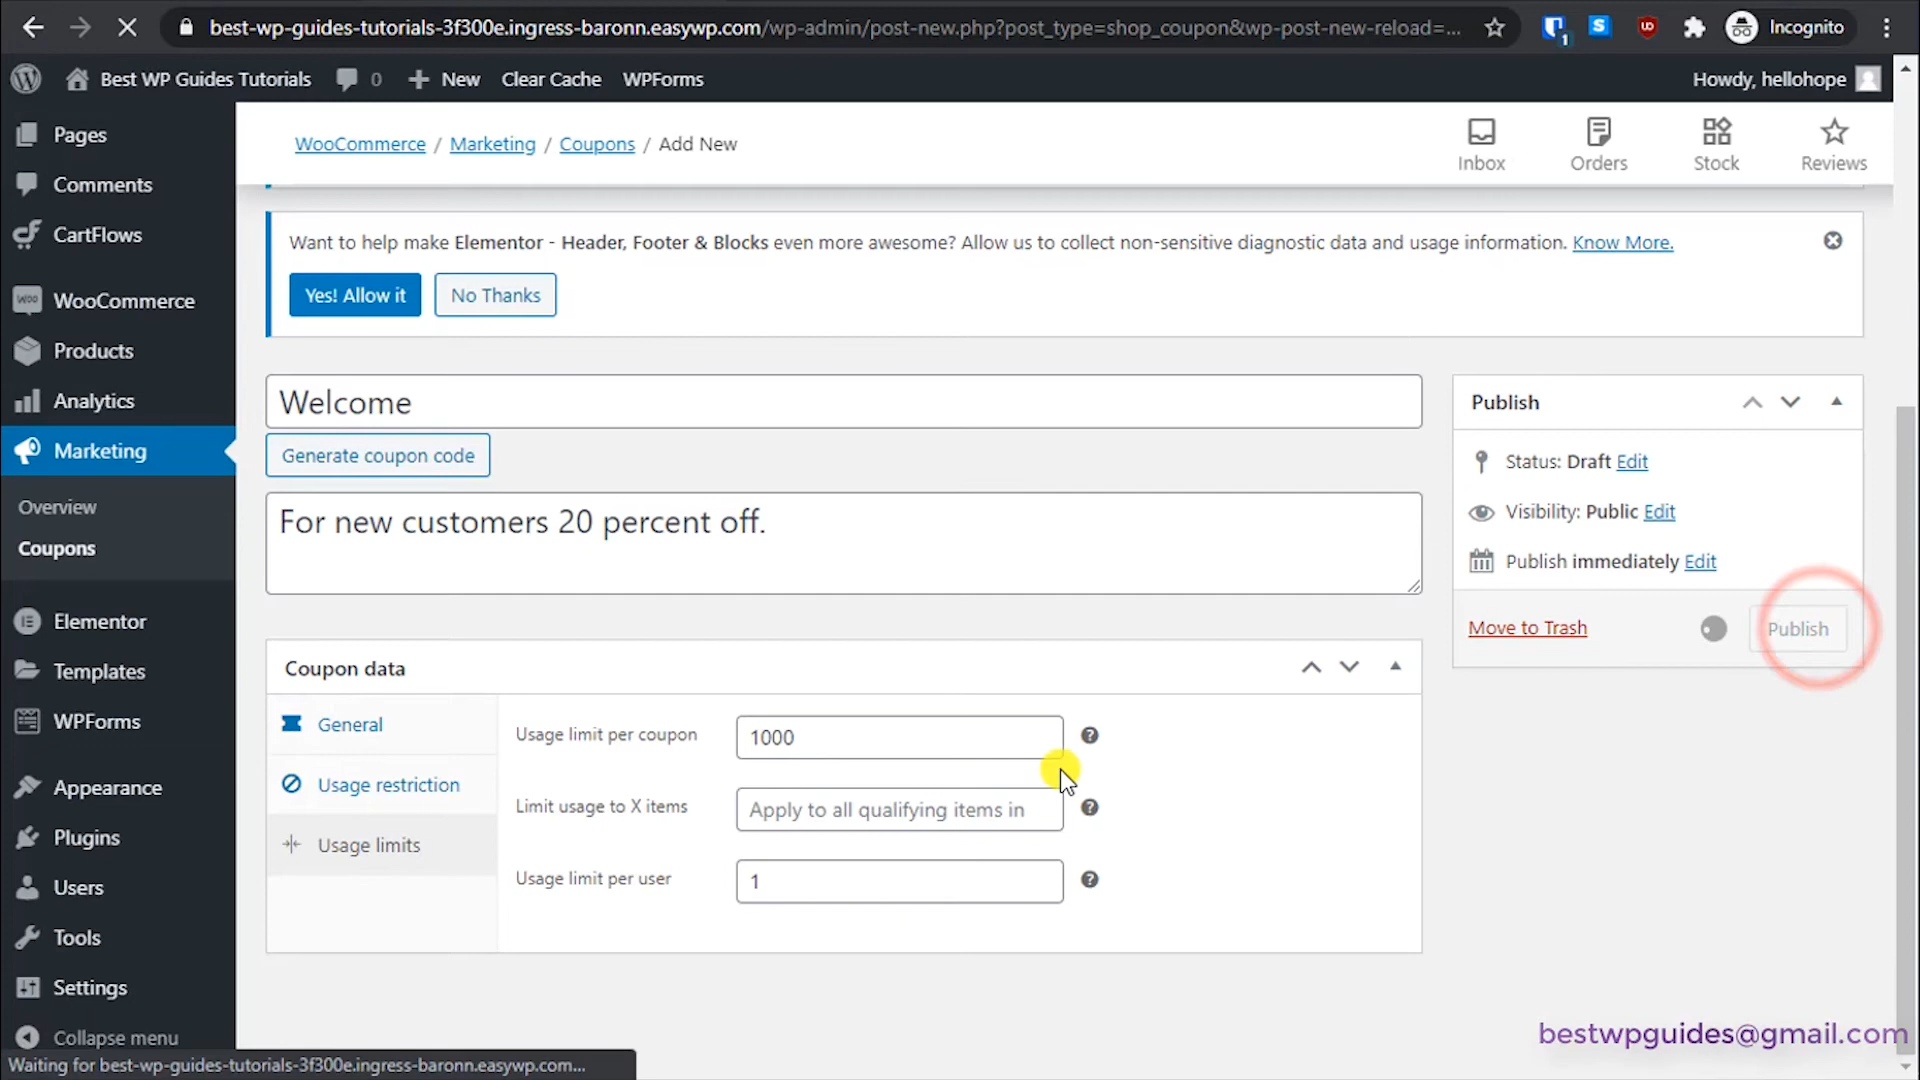 best-wp-guides-tutorials-3f300e.ingress-baronn.easywp.com/wp-admin/post-new.php?post_type=shop_coupon&wp-post-new-reload=...
Incognito
Best WP Guides Tutorials
0
New
Clear Cache
WPForms
Howdy, hellohope
Pages
Comments
CartFlows
WooCommerce
Products
Analytics
Marketing
Overview
Coupons
Elementor
Templates
WPForms
Appearance
Plugins
Users
Tools
Settings
Collapse menu
WooCommerce / Marketing / Coupons / Add New
Inbox
Orders
Stock
Reviews
Want to help make Elementor - Header, Footer & Blocks even more awesome? Allow us to collect non-sensitive diagnostic data and usage information. Know More.
Yes! Allow it
No Thanks
Welcome
Generate coupon code
For new customers 20 percent off.
Coupon data
General
Usage restriction
Usage limits
Usage limit per coupon
1000
Limit usage to X items
Apply to all qualifying items in
Usage limit per user
1
Publish
Status: Draft Edit
Visibility: Public Edit
Publish immediately Edit
Move to Trash
Publish
bestwpguides@gmail.com
Waiting for best-wp-guides-tutorials-3f300e.ingress-baronn.easywp.com...